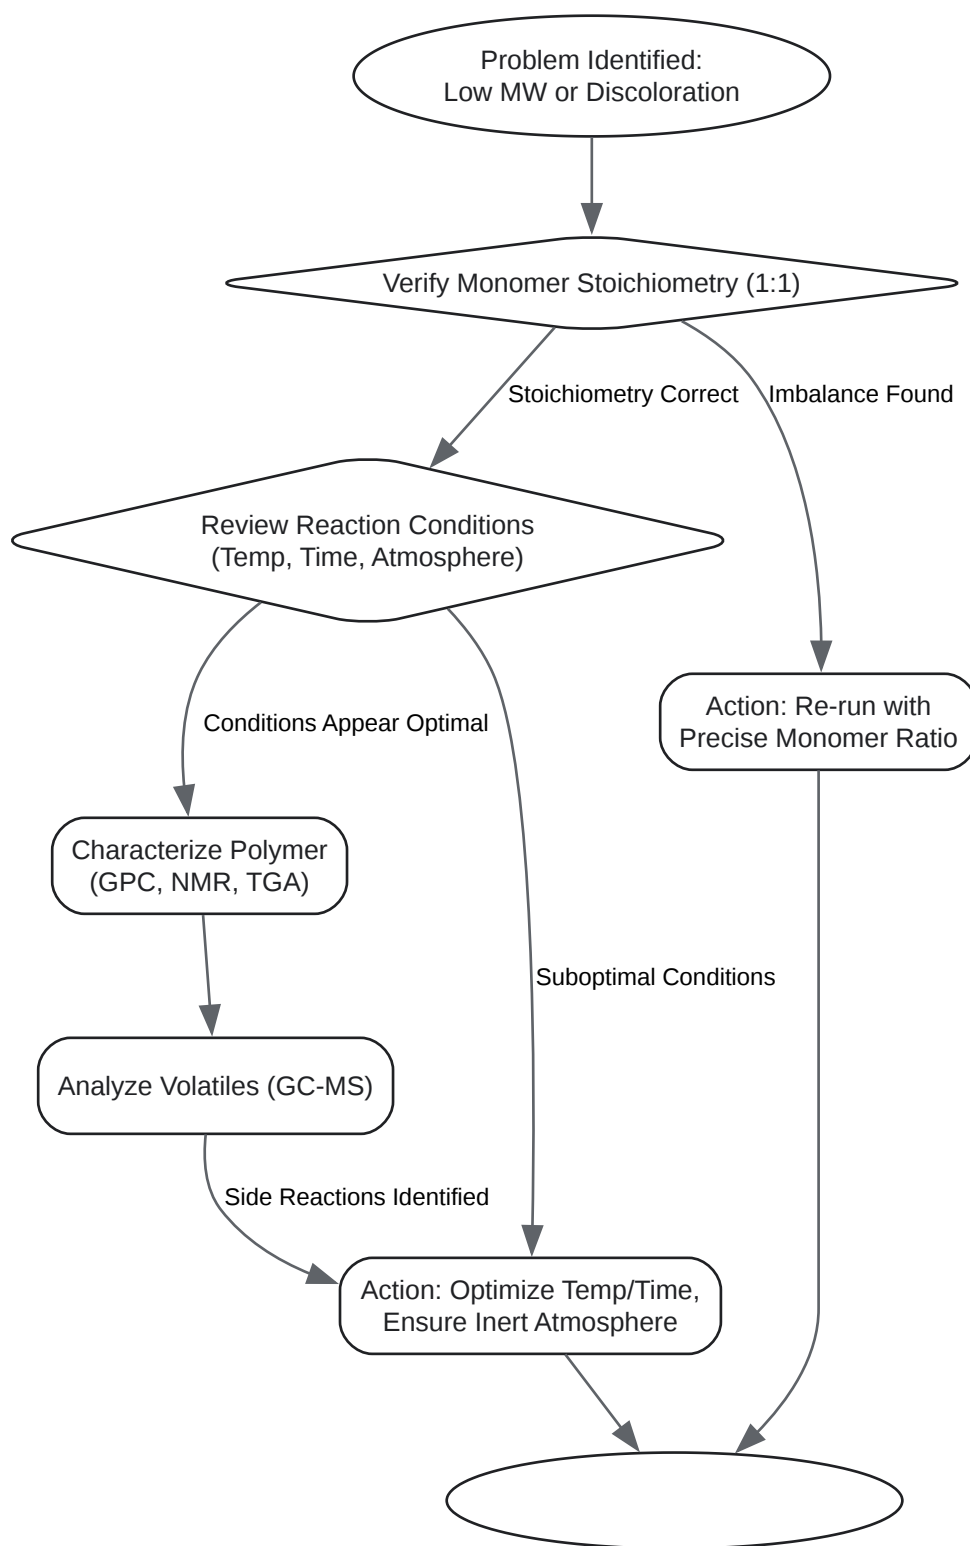 Problem Identified:
Low MW or Discoloration
Verify Monomer Stoichiometry (1:1)
Stoichiometry Correct
Imbalance Found
Review Reaction Conditions
(Temp, Time, Atmosphere)
Action: Re-run with
Precise Monomer Ratio
Conditions Appear Optimal
Characterize Polymer
(GPC, NMR, TGA)
Suboptimal Conditions
Analyze Volatiles (GC-MS)
Side Reactions Identified
Action: Optimize Temp/Time,
Ensure Inert Atmosphere